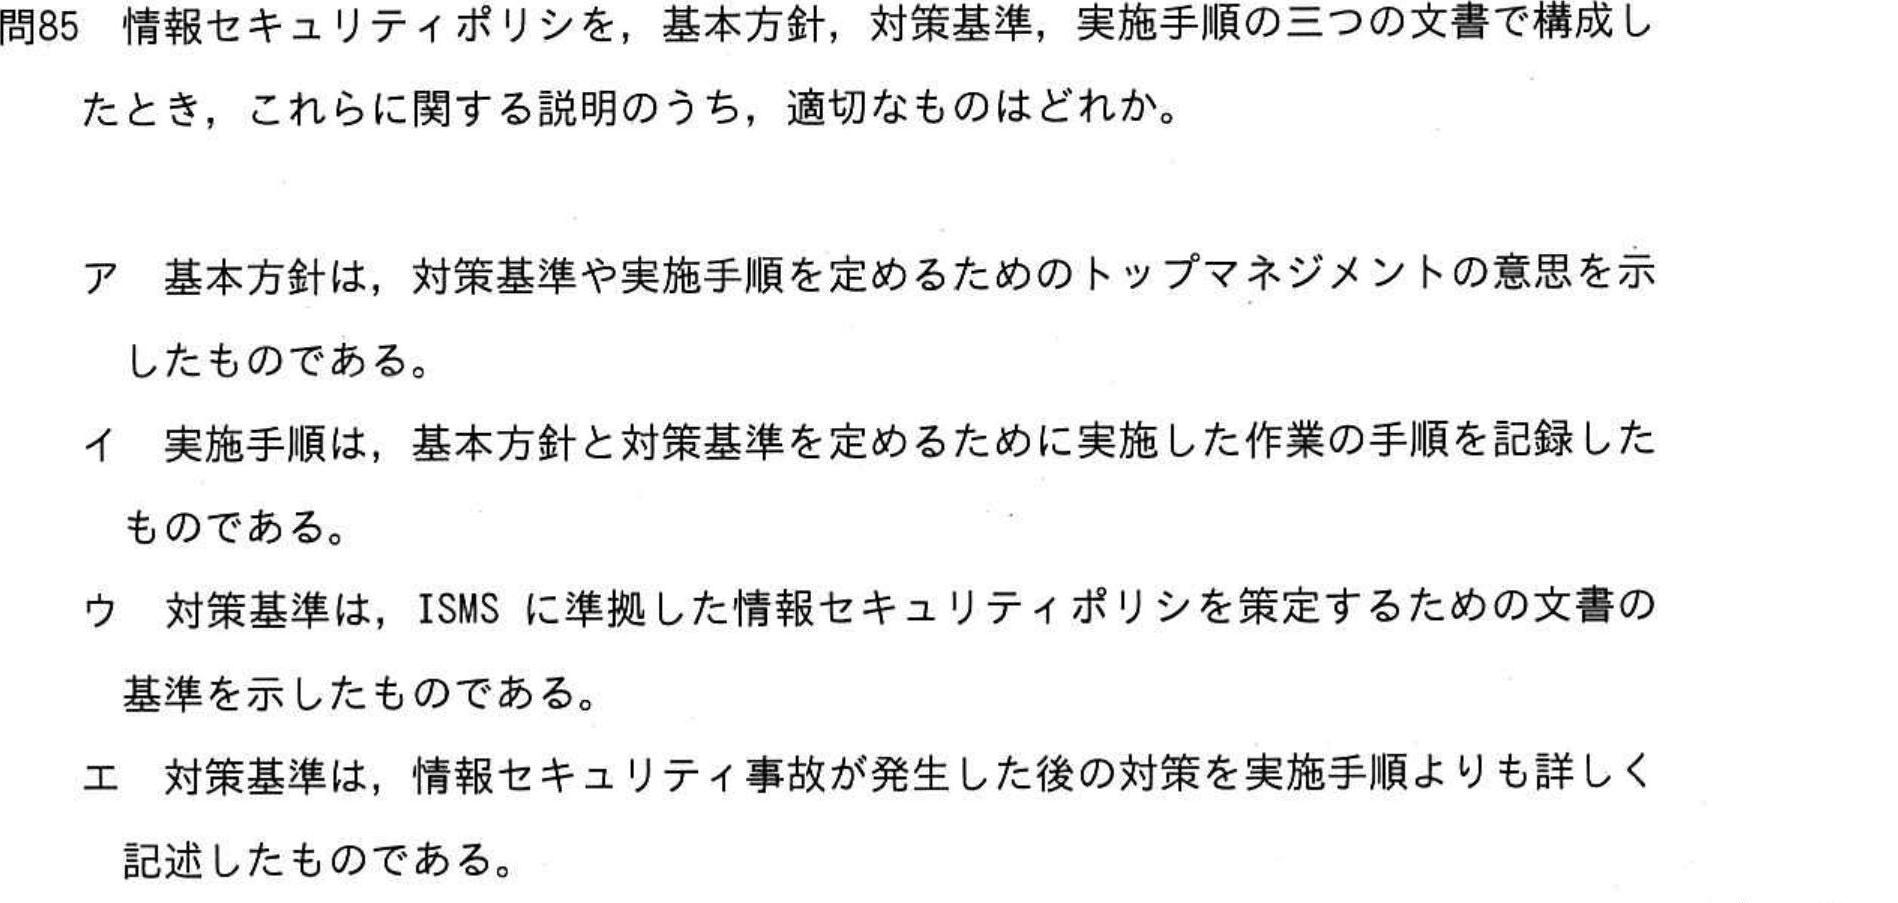 問85　情報セキュリティポリシを，基本方針，対策基準，実施手順の三つの文書で構成し
たとき，これらに関する説明のうち，適切なものはどれか。
ア　基本方針は，対策基準や実施手順を定めるためのトップマネジメントの意思を示
したものである。
イ　実施手順は，基本方針と対策基準を定めるために実施した作業の手順を記録した
ものである。
ウ　対策基準は，ISMS に準拠した情報セキュリティポリシを策定するための文書の
基準を示したものである。
エ　対策基準は，情報セキュリティ事故が発生した後の対策を実施手順よりも詳しく
記述したものである。